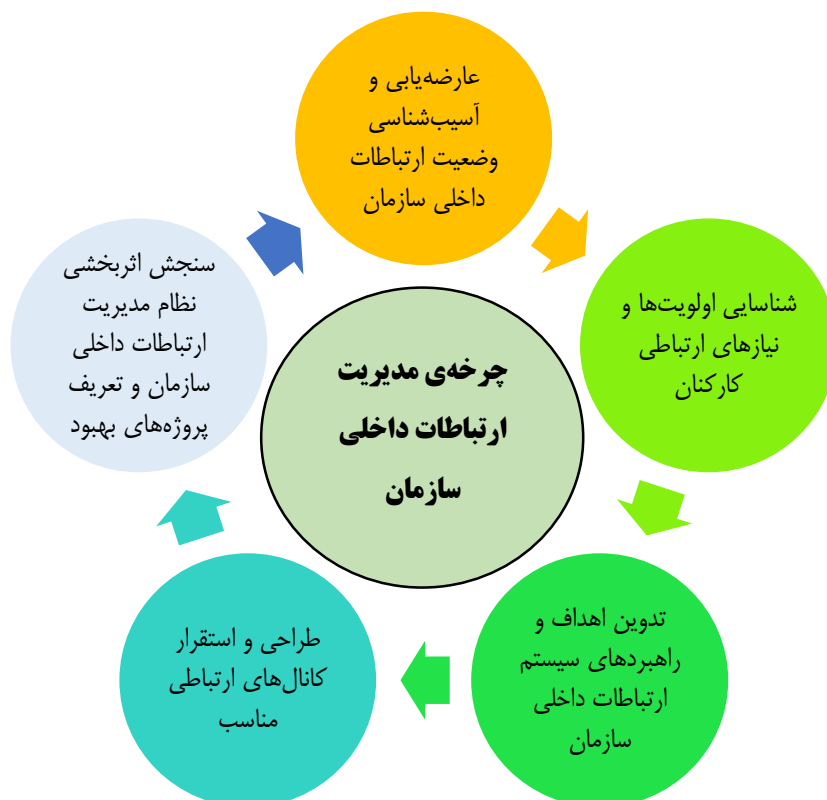 عارضه‌یابی و
آسیب‌شناسی
وضعیت ارتباطات
داخلی سازمان
شناسایی اولویت‌ها و
نیازهای ارتباطی
کارکنان
تدوین اهداف و
راهبردهای سیستم
ارتباطات داخلی
سازمان
طراحی و استقرار
کانال‌های ارتباطی
مناسب
سنجش اثربخشی
نظام مدیریت
ارتباطات داخلی
سازمان و تعریف
پروژه‌های بهبود
چرخه‌ی مدیریت
ارتباطات داخلی
سازمان